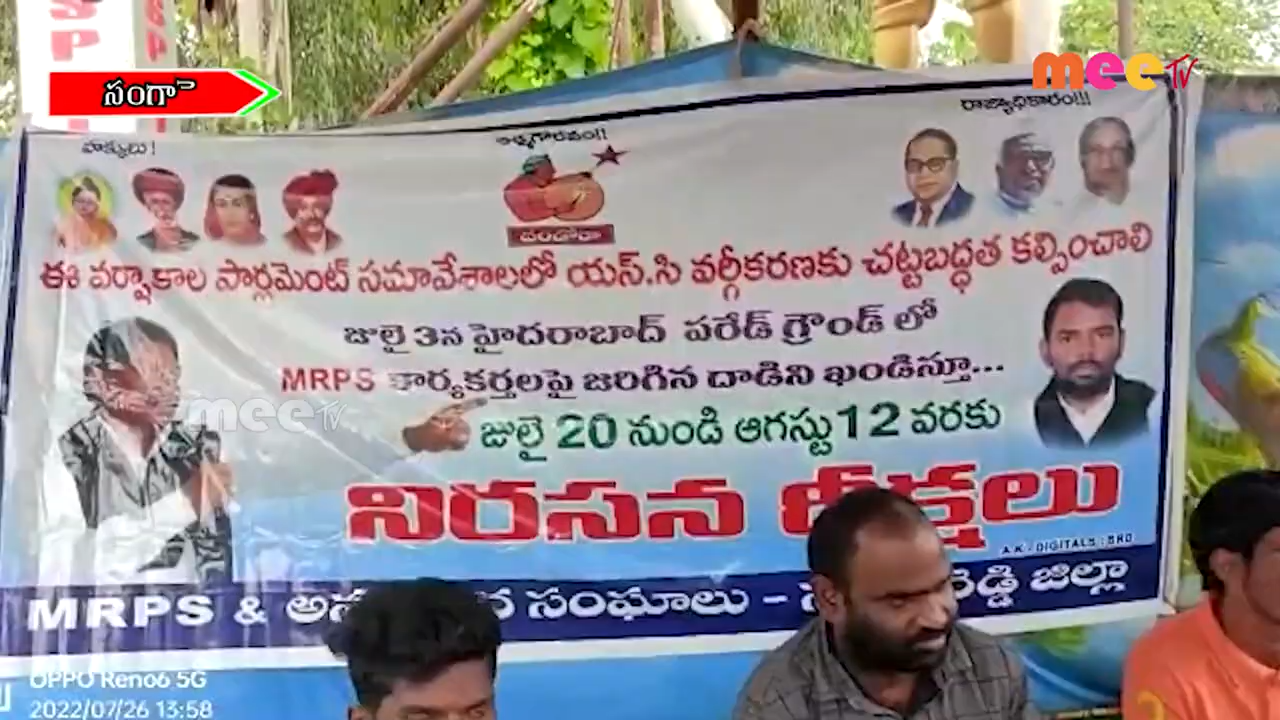 సంగా
meeTV
హక్కులు!
ఆత్మగౌరవం!!
రాజ్యాధికారం!!!
దండోరా
ఈ వర్షాకాల పార్లమెంట్ సమావేశాలలో యస్.సి వర్గీకరణకు చట్టబద్ధత కల్పించాలి
జులై 3న హైదరాబాద్ పరేడ్ గ్రౌండ్ లో
MRPS కార్యకర్తలపై జరిగిన దాడిని ఖండిస్తూ...
meeTV
జులై 20 నుండి ఆగస్టు 12 వరకు
నిరసన దీక్షలు
A.K - DIGITALS : SRD
MRPS & సంఘాలు - జిల్లా
OPPO Reno6 5G
2022/07/26 13:58